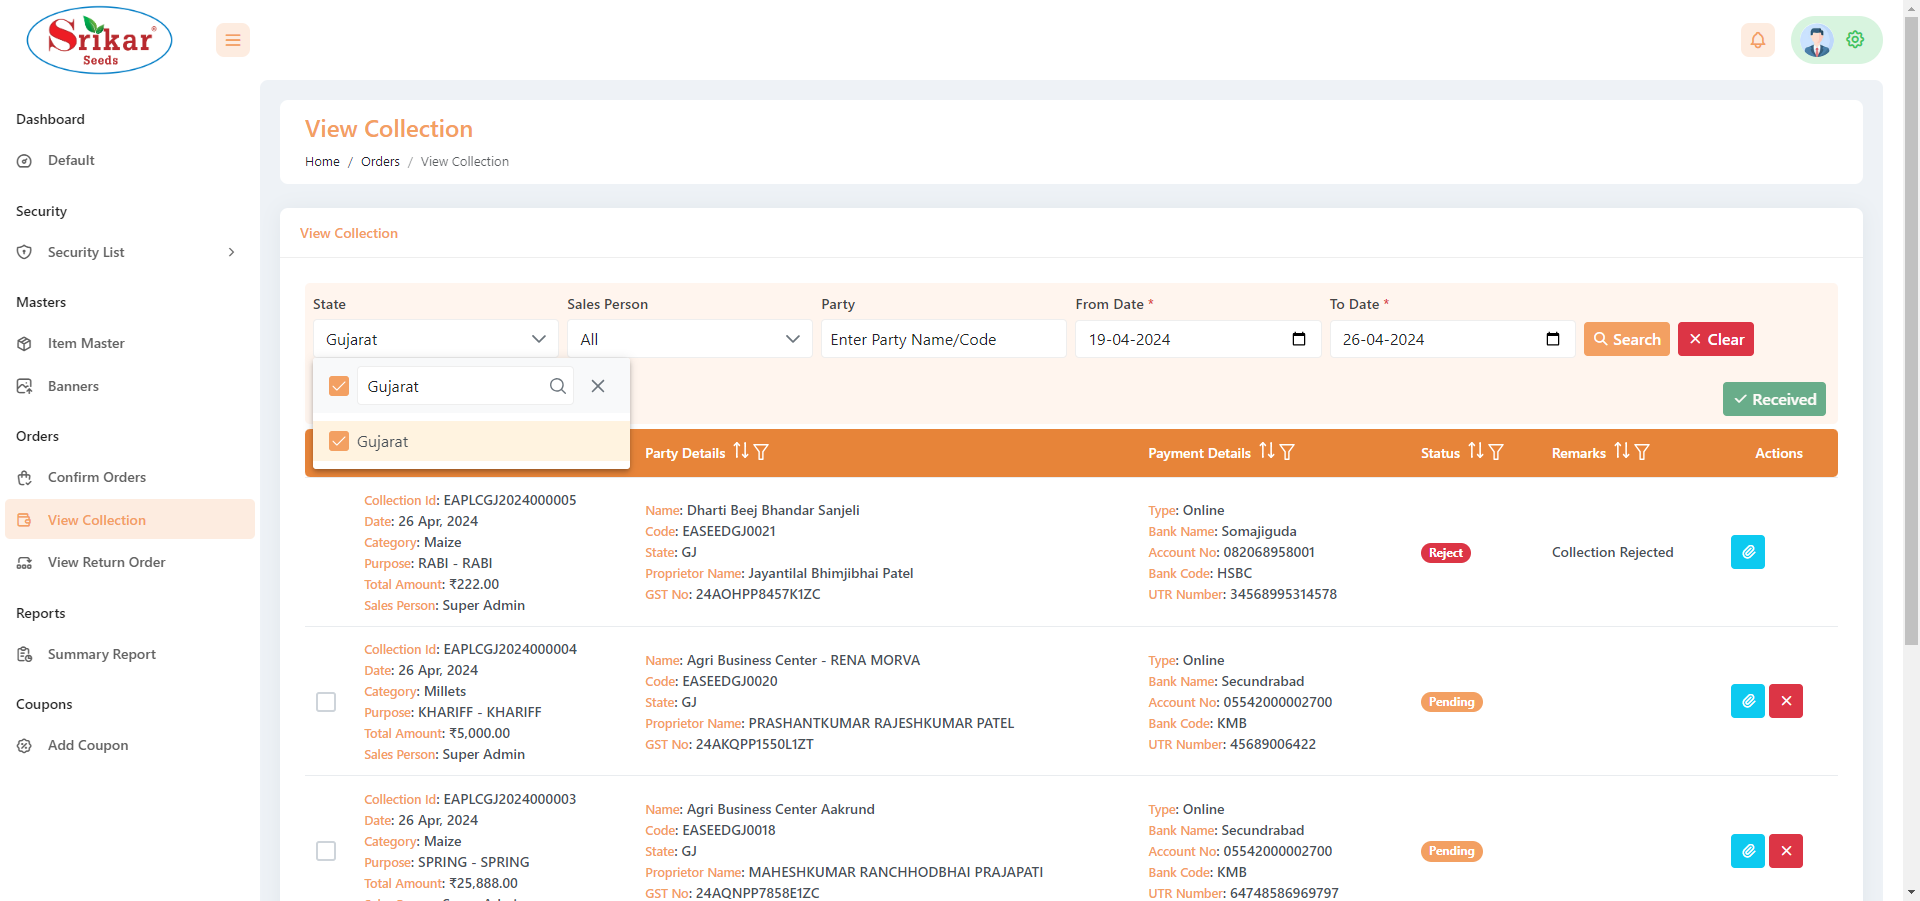 Srikar
Seeds
Dashboard
Default
Security
Security List
Masters
Item Master
Banners
Orders
Confirm Orders
View Collection
View Return Order
Reports
Summary Report
Coupons
Add Coupon
View Collection
Home / Orders / View Collection
View Collection
State Sales Person Party From Date * To Date *
Gujarat All Enter Party Name/Code 19-04-2024 26-04-2024 Search Clear
Gujarat
Gujarat
Received
Party Details Payment Details Status Remarks Actions
Collection Id: EAPLCGJ2024000005
Date: 26 Apr, 2024
Category: Maize
Purpose: RABI - RABI
Total Amount: ₹222.00
Sales Person: Super Admin
Name: Dharti Beej Bhandar Sanjeli
Code: EASEEDGJ0021
State: GJ
Proprietor Name: Jayantilal Bhimjibhai Patel
GST No: 24AOHPP8457K1ZC
Type: Online
Bank Name: Somajiguda
Account No: 082068958001
Bank Code: HSBC
UTR Number: 34568995314578
Reject
Collection Rejected
Collection Id: EAPLCGJ2024000004
Date: 26 Apr, 2024
Category: Millets
Purpose: KHARIFF - KHARIFF
Total Amount: ₹5,000.00
Sales Person: Super Admin
Name: Agri Business Center - RENA MORVA
Code: EASEEDGJ0020
State: GJ
Proprietor Name: PRASHANTKUMAR RAJESHKUMAR PATEL
GST No: 24AKQPP1550L1ZT
Type: Online
Bank Name: Secundrabad
Account No: 05542000002700
Bank Code: KMB
UTR Number: 45689006422
Pending
Collection Id: EAPLCGJ2024000003
Date: 26 Apr, 2024
Category: Maize
Purpose: SPRING - SPRING
Total Amount: ₹25,888.00
Name: Agri Business Center Aakrund
Code: EASEEDGJ0018
State: GJ
Proprietor Name: MAHESHKUMAR RANCHHODBHAI PRAJAPATI
GST No: 24AQNPP7858E1ZC
Type: Online
Bank Name: Secundrabad
Account No: 05542000002700
Bank Code: KMB
UTR Number: 64748586969797
Pending